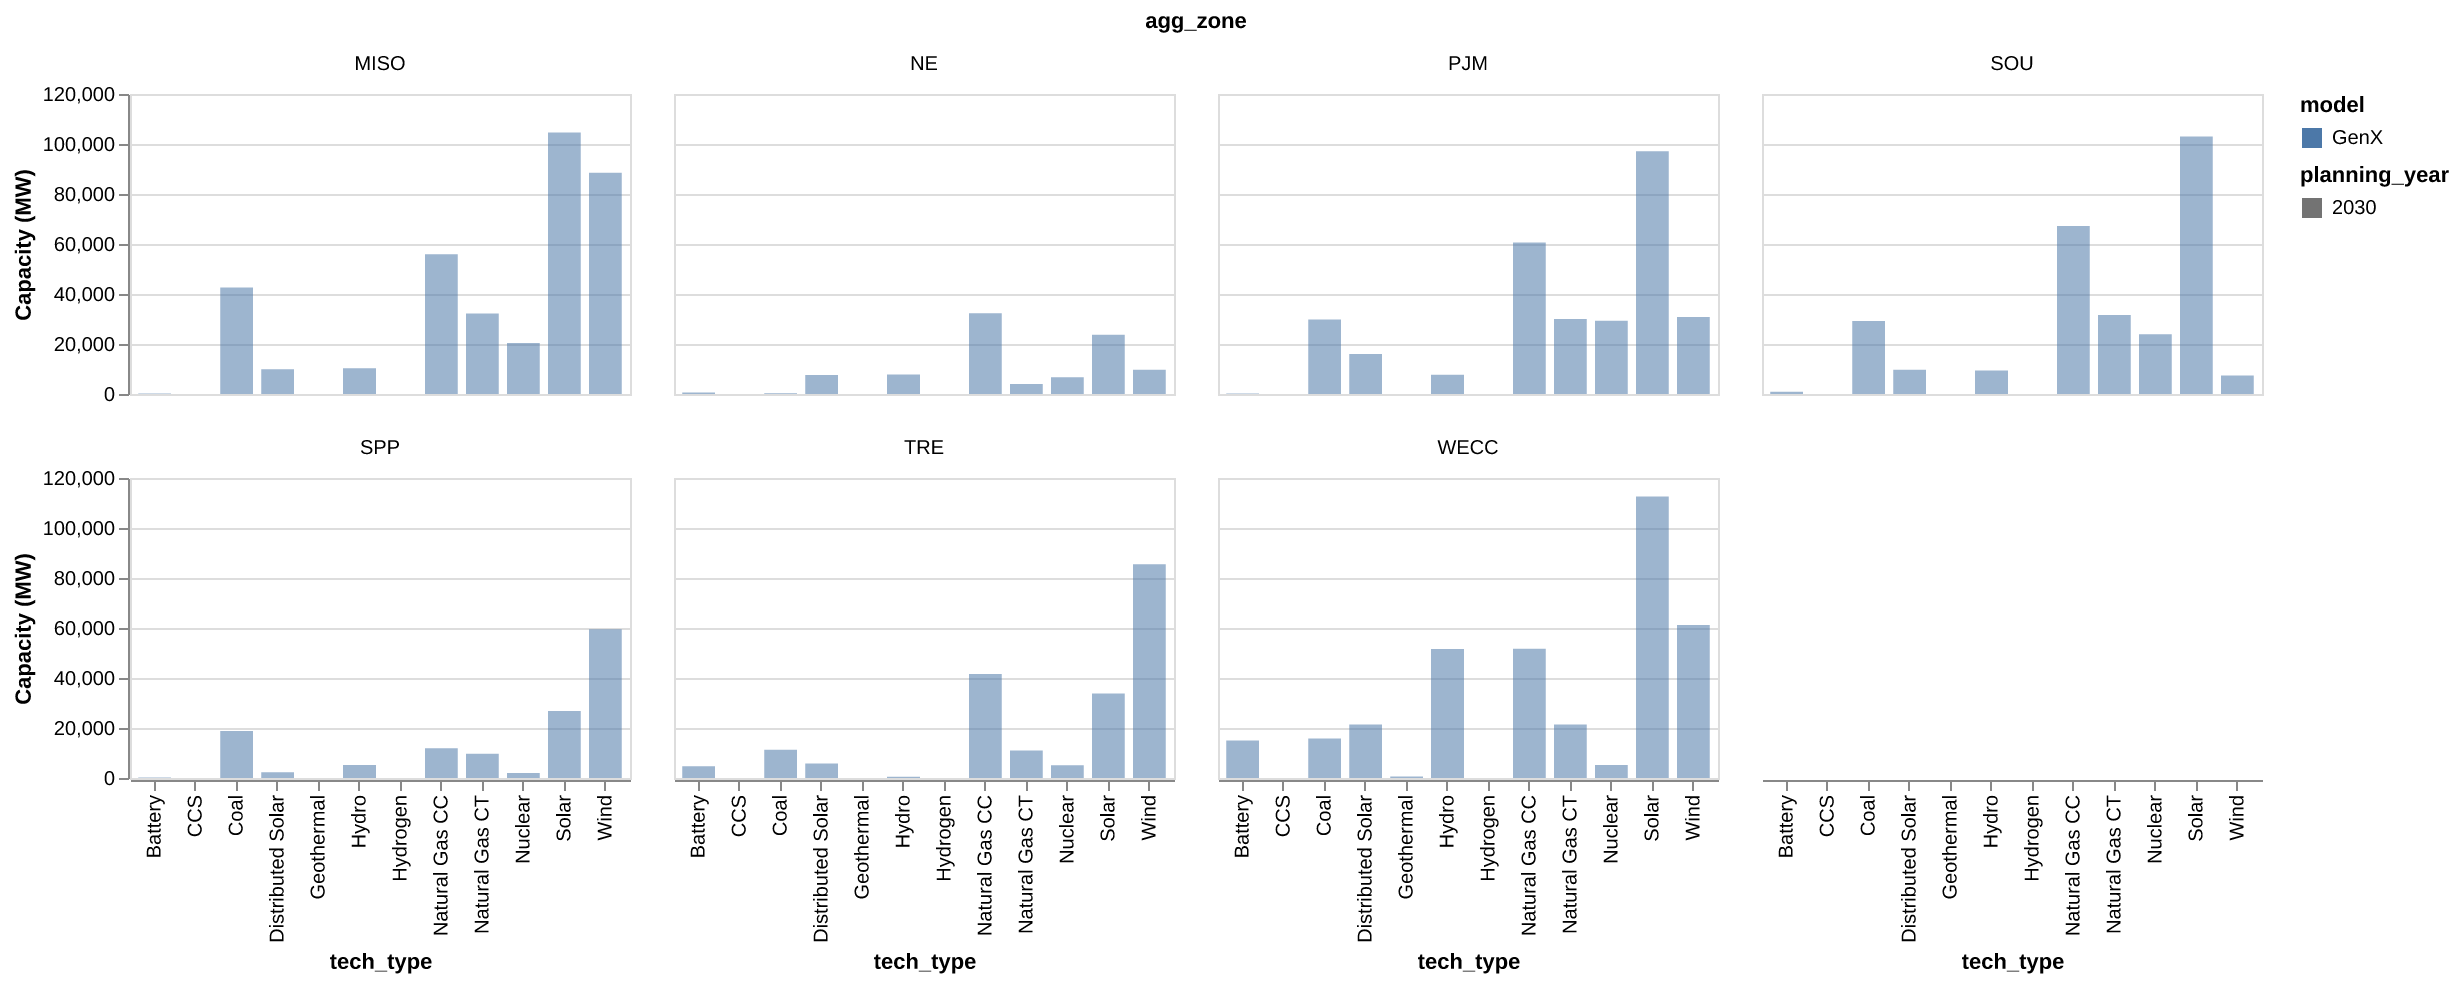 agg_zone
MISO
NE
PJM
SOU
120,000
100,000
80,000
60,000
40,000
20,000
0
Capacity (MW)
model
GenX
planning_year
2030
SPP
TRE
WECC
120,000
100,000
80,000
60,000
40,000
20,000
0
Capacity (MW)
Battery
CCS
Coal
Distributed Solar
Geothermal
Hydro
Hydrogen
Natural Gas CC
Natural Gas CT
Nuclear
Solar
Wind
Battery
CCS
Coal
Distributed Solar
Geothermal
Hydro
Hydrogen
Natural Gas CC
Natural Gas CT
Nuclear
Solar
Wind
Battery
CCS
Coal
Distributed Solar
Geothermal
Hydro
Hydrogen
Natural Gas CC
Natural Gas CT
Nuclear
Solar
Wind
Battery
CCS
Coal
Distributed Solar
Geothermal
Hydro
Hydrogen
Natural Gas CC
Natural Gas CT
Nuclear
Solar
Wind
tech_type
tech_type
tech_type
tech_type